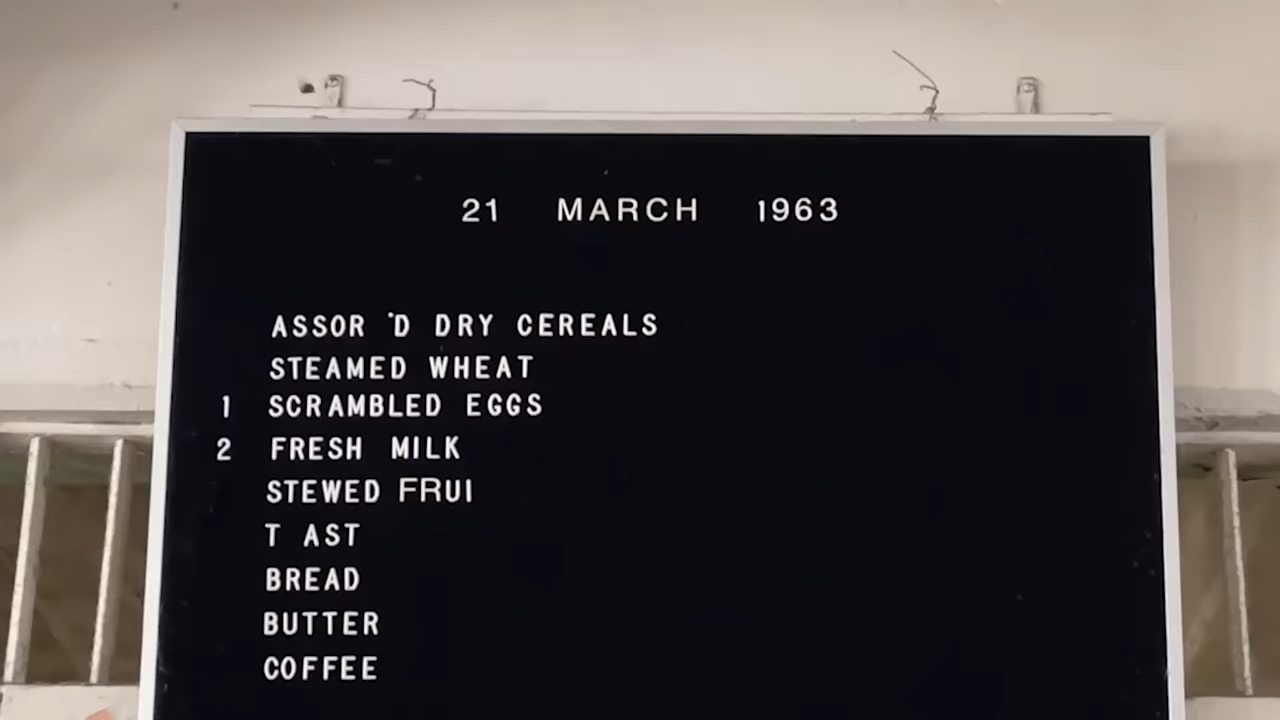 21 MARCH 1963
ASSOR 'D DRY CEREALS
STEAMED WHEAT
1 SCRAMBLED EGGS
2 FRESH MILK
STEWED FRUI
T AST
BREAD
BUTTER
COFFEE